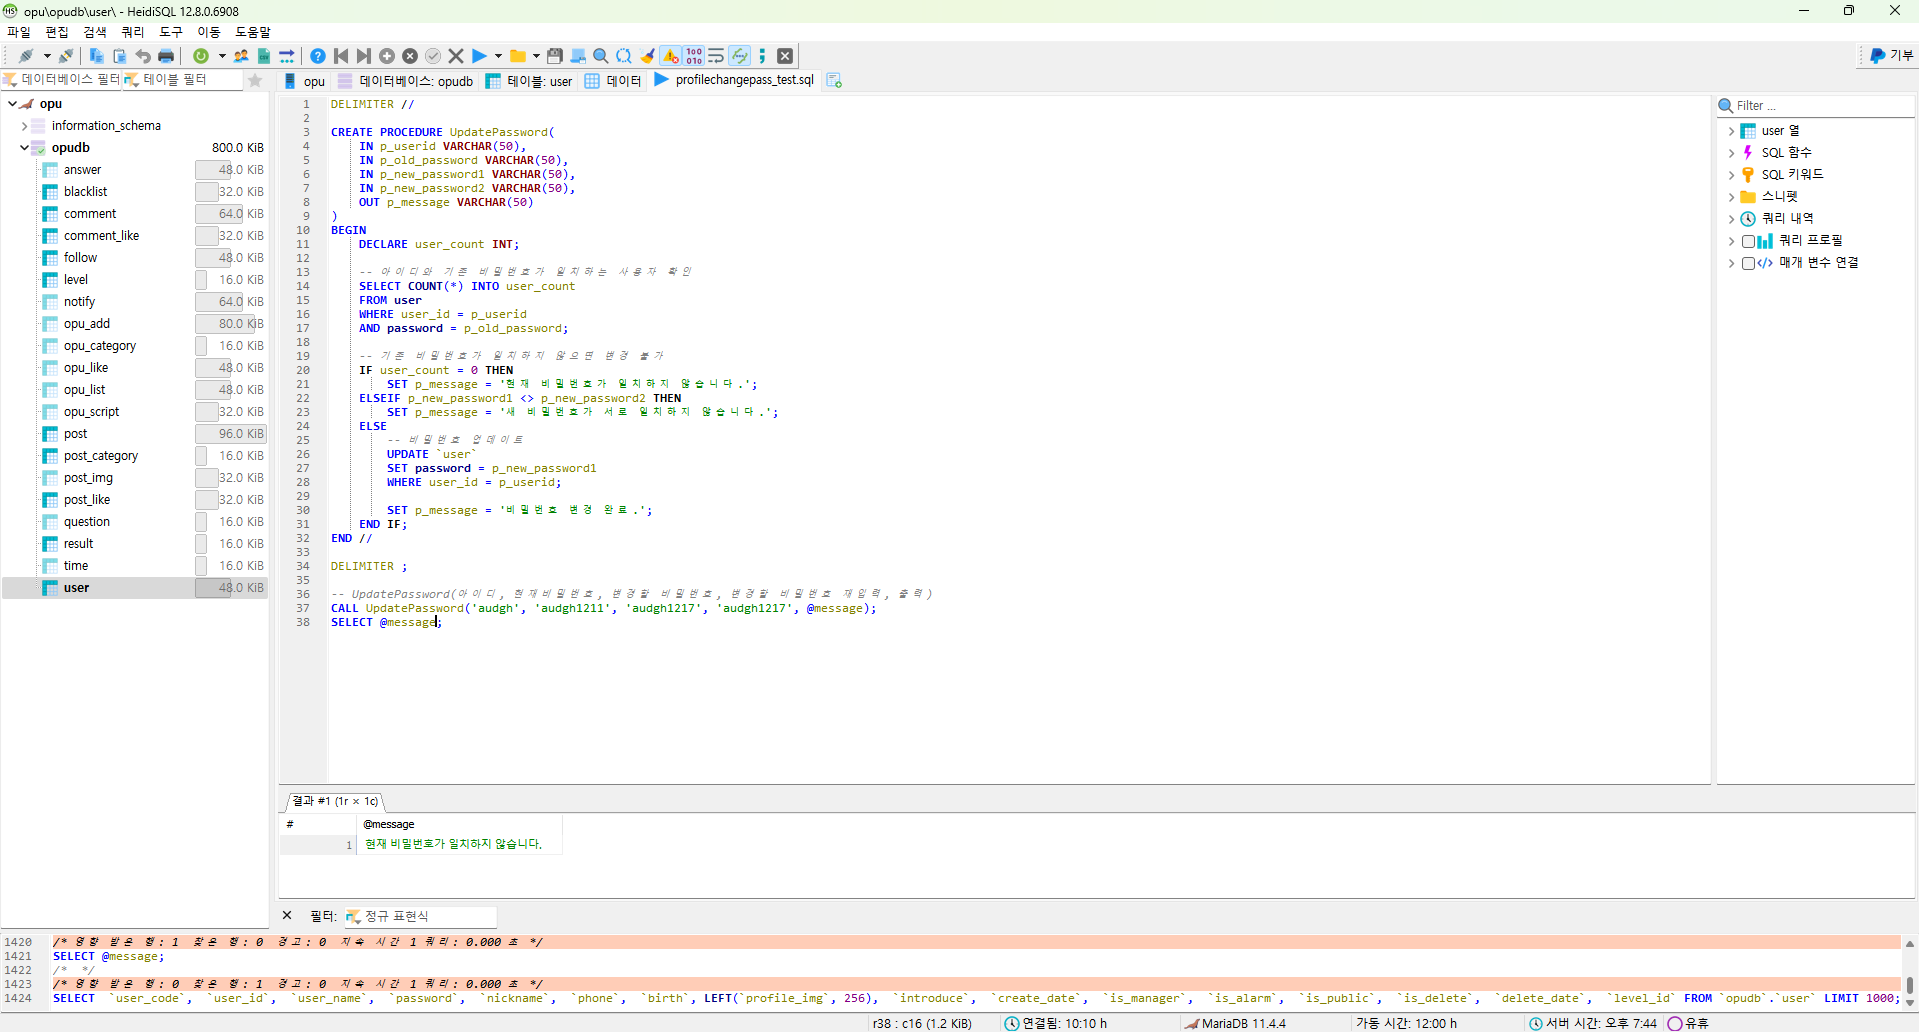 opu\opudb\user\ - HeidiSQL 12.8.0.6908
파일 편집 검색 쿼리 도구 이동 도움말
기부
데이터베이스 필터 테이블 필터
opu 데이터베이스: opudb 테이블: user 데이터 profilechangepass_test.sql
opu
information_schema
opudb 800.0 KiB
answer 48.0 KiB
blacklist 32.0 KiB
comment 64.0 KiB
comment_like 32.0 KiB
follow 48.0 KiB
level 16.0 KiB
notify 64.0 KiB
opu_add 80.0 KiB
opu_category 16.0 KiB
opu_like 48.0 KiB
opu_list 48.0 KiB
opu_script 32.0 KiB
post 96.0 KiB
post_category 16.0 KiB
post_img 32.0 KiB
post_like 32.0 KiB
question 16.0 KiB
result 16.0 KiB
time 16.0 KiB
user 48.0 KiB
1 DELIMITER //
2
3 CREATE PROCEDURE UpdatePassword(
4 IN p_userid VARCHAR(50),
5 IN p_old_password VARCHAR(50),
6 IN p_new_password1 VARCHAR(50),
7 IN p_new_password2 VARCHAR(50),
8 OUT p_message VARCHAR(50)
9 )
10 BEGIN
11 DECLARE user_count INT;
12
13 -- 아이디와 기존 비밀번호가 일치하는 사용자 확인
14 SELECT COUNT(*) INTO user_count
15 FROM user
16 WHERE user_id = p_userid
17 AND password = p_old_password;
18
19 -- 기존 비밀번호가 일치하지 않으면 변경 불가
20 IF user_count = 0 THEN
21 SET p_message = '현재 비밀번호가 일치하지 않습니다.';
22 ELSEIF p_new_password1 <> p_new_password2 THEN
23 SET p_message = '새 비밀번호가 서로 일치하지 않습니다.';
24 ELSE
25 -- 비밀번호 업데이트
26 UPDATE `user`
27 SET password = p_new_password1
28 WHERE user_id = p_userid;
29
30 SET p_message = '비밀번호 변경 완료.';
31 END IF;
32 END //
33
34 DELIMITER ;
35
36 -- UpdatePassword(아이디, 현재비밀번호, 변경할 비밀번호, 변경할 비밀번호 재입력, 출력)
37 CALL UpdatePassword('audgh', 'audgh1211', 'audgh1217', 'audgh1217', @message);
38 SELECT @message;
Filter ...
user 열
SQL 함수
SQL 키워드
스니펫
쿼리 내역
쿼리 프로필
매개 변수 연결
결과 #1 (1r × 1c)
# @message
1 현재 비밀번호가 일치하지 않습니다.
필터: 정규 표현식
1420 /* 영향 받은 행: 1 찾은 행: 0 경고: 0 지속 시간 1 쿼리: 0.000 초 */
1421 SELECT @message;
1422 /* */
1423 /* 영향 받은 행: 0 찾은 행: 1 경고: 0 지속 시간 1 쿼리: 0.000 초 */
1424 SELECT `user_code`, `user_id`, `user_name`, `password`, `nickname`, `phone`, `birth`, LEFT(`profile_img`, 256), `introduce`, `create_date`, `is_manager`, `is_alarm`, `is_public`, `is_delete`, `delete_date`, `level_id` FROM `opudb`.`user` LIMIT 1000;
r38 : c16 (1.2 KiB) 연결됨: 10:10 h MariaDB 11.4.4 가동 시간: 12:00 h 서버 시간: 오후 7:44 유휴